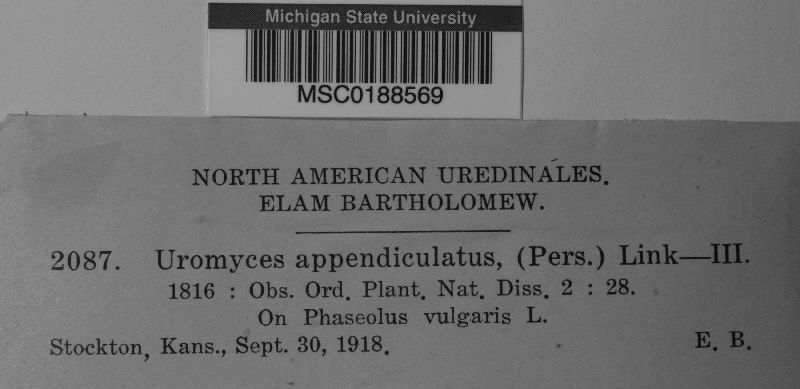 Michigan State University
MSC0188569
NORTH AMERICAN UREDINALES.
ELAM BARTHOLOMEW.
2087. Uromyces appendiculatus, (Pers.) Link—III.
1816 : Obs. Ord. Plant. Nat. Diss. 2 : 28.
On Phaseolus vulgaris L.
Stockton, Kans., Sept. 30, 1918. E. B.